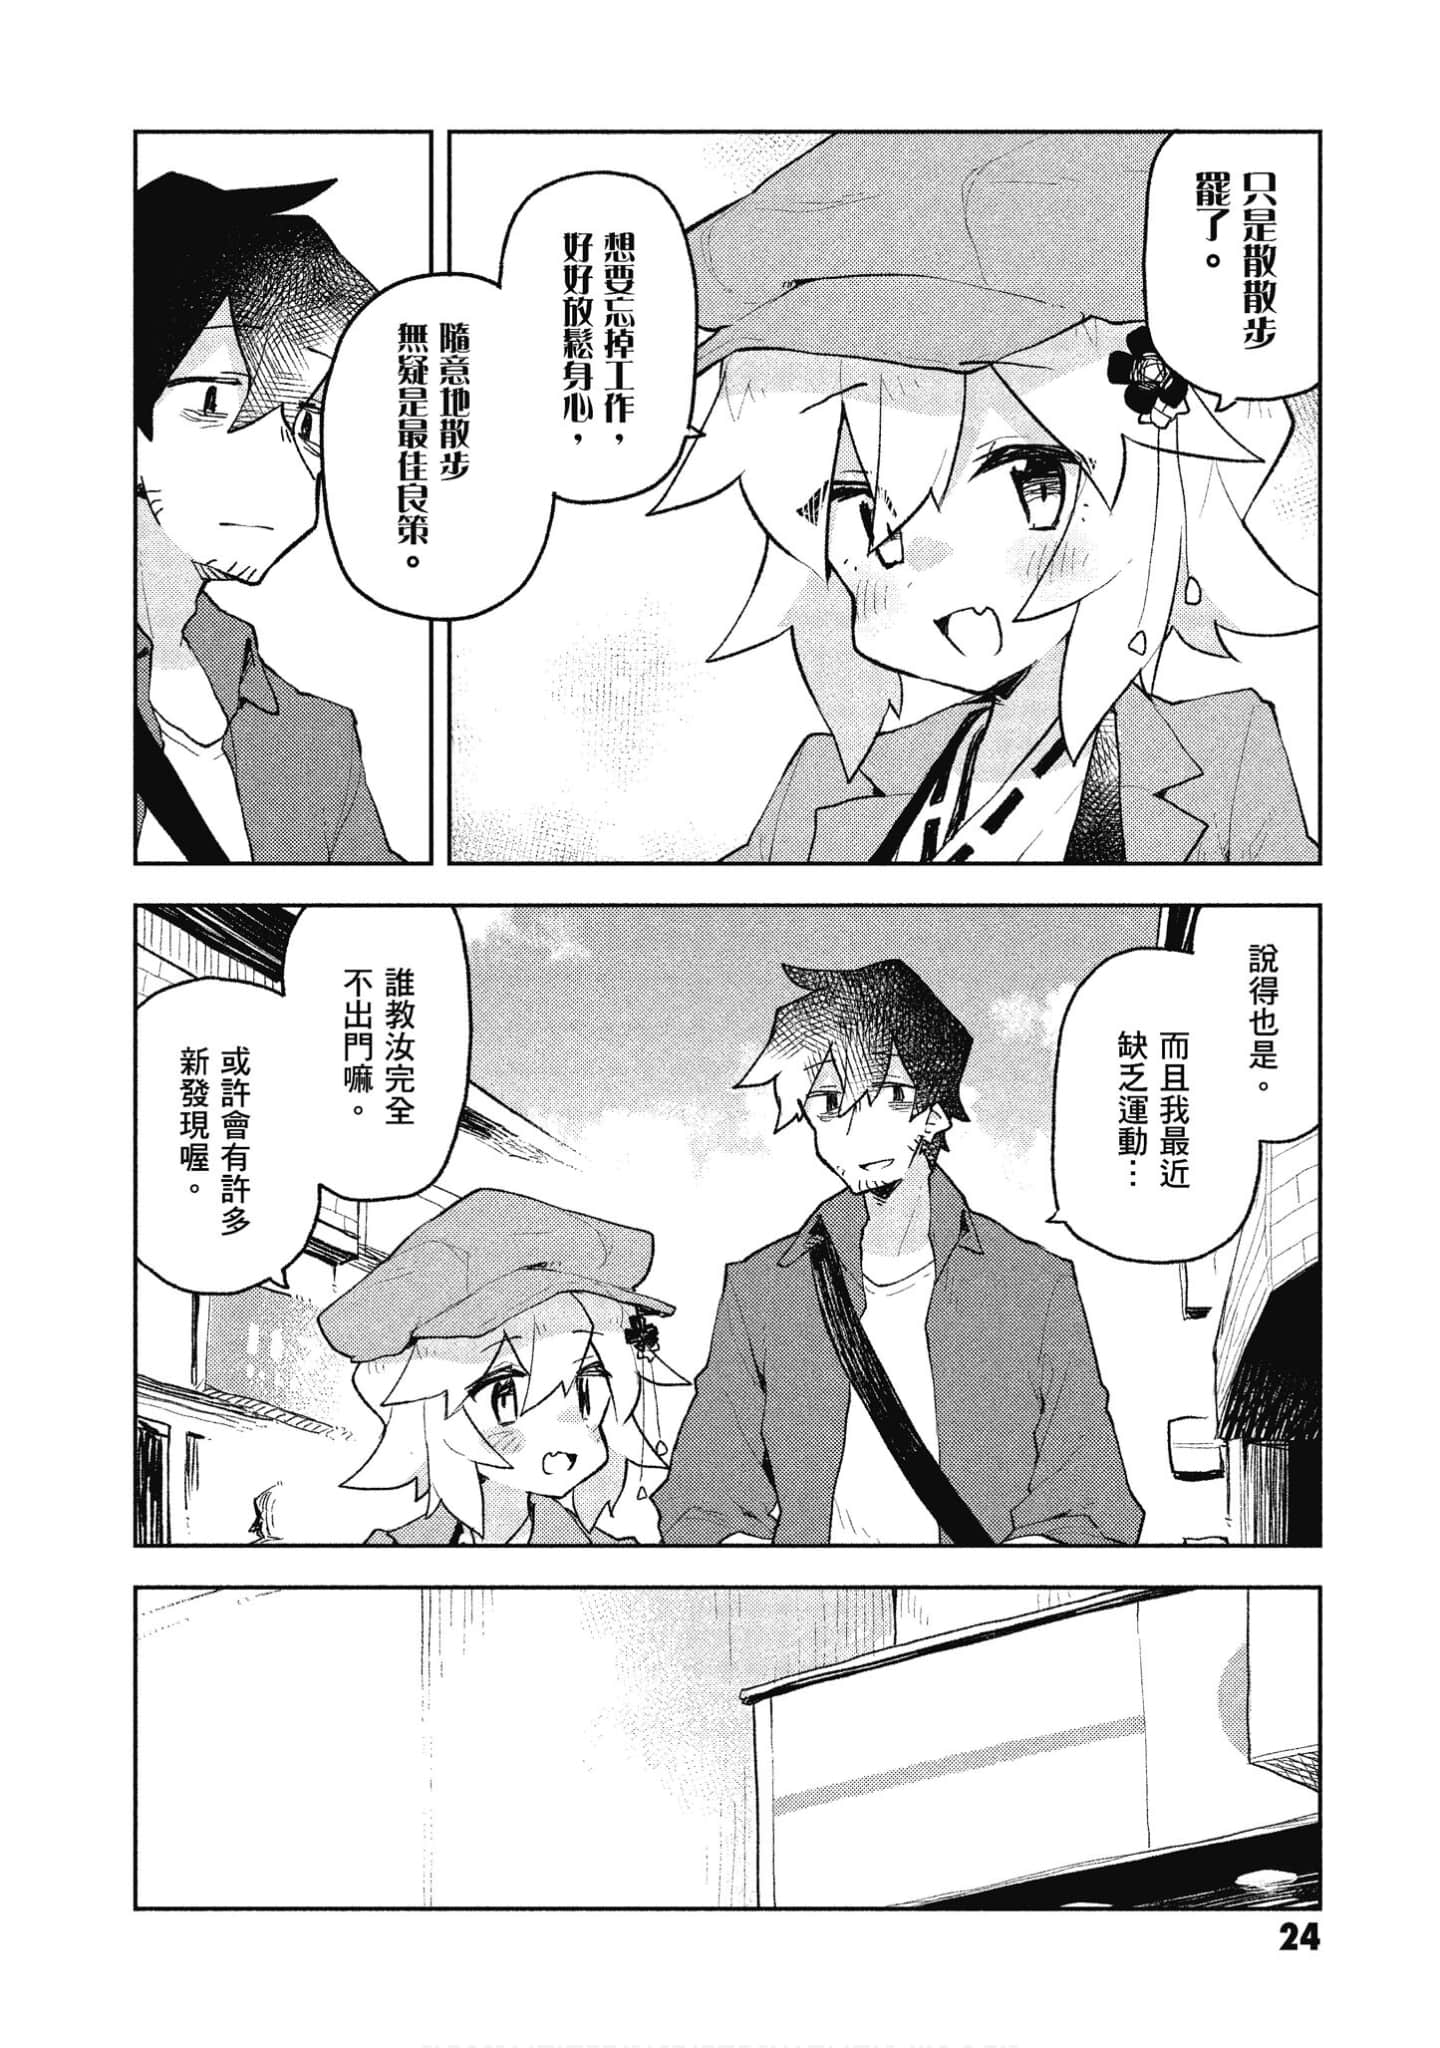 只是散散步
罷了。
想要忘掉工作，
好好放鬆身心，
隨意地散步
無疑是最佳良策。
說得也是。
而且我最近
缺乏運動…
誰教汝完全
不出門嘛。
或許會有許多
新發現喔。
24